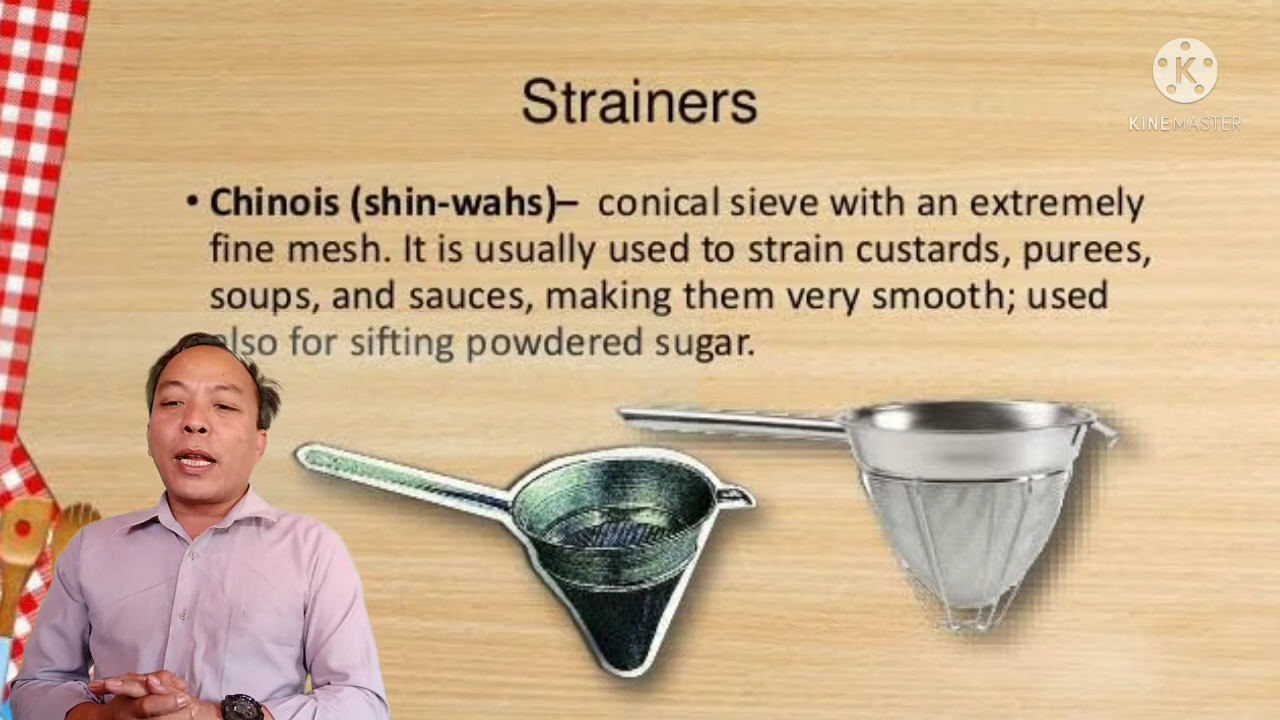 K
KINEMASTER
Strainers
• Chinois (shin-wahs)– conical sieve with an extremely
fine mesh. It is usually used to strain custards, purees,
soups, and sauces, making them very smooth; used
also for sifting powdered sugar.